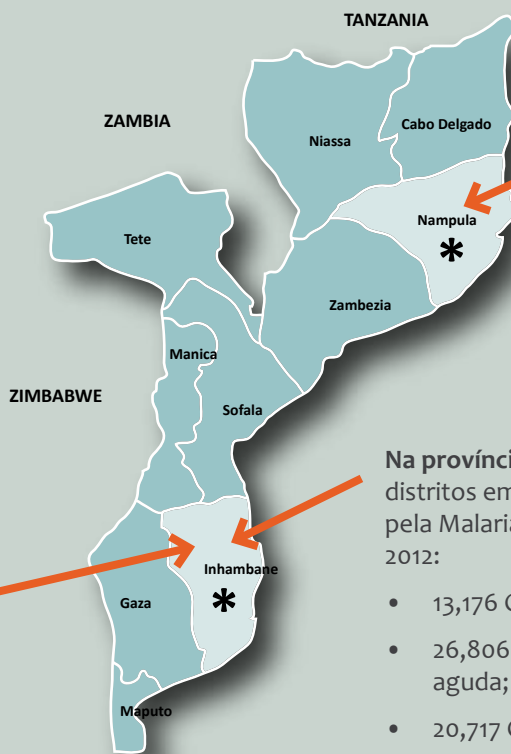 TANZANIA
ZAMBIA
Cabo Delgado
Niassa
Nampula
*
Tete
Zambezia
Manica
ZIMBABWE
Sofala
Na provínci
distritos em
pela Malaria
2012:
Inhambane
*
Gaza
• 13,176 C
• 26,806
aguda;
Maputo
• 20,717 C